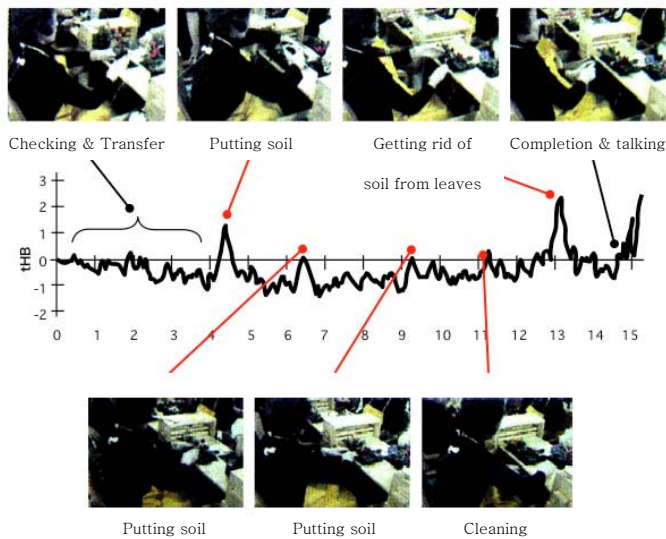 Checking & Transfer
Putting soil
Getting rid of
soil from leaves
Completion & talking
3
2
1
0
-1
-2
tHB
0 1 2 3 4 5 6 7 8 9 10 11 12 13 14 15
Putting soil
Putting soil
Cleaning